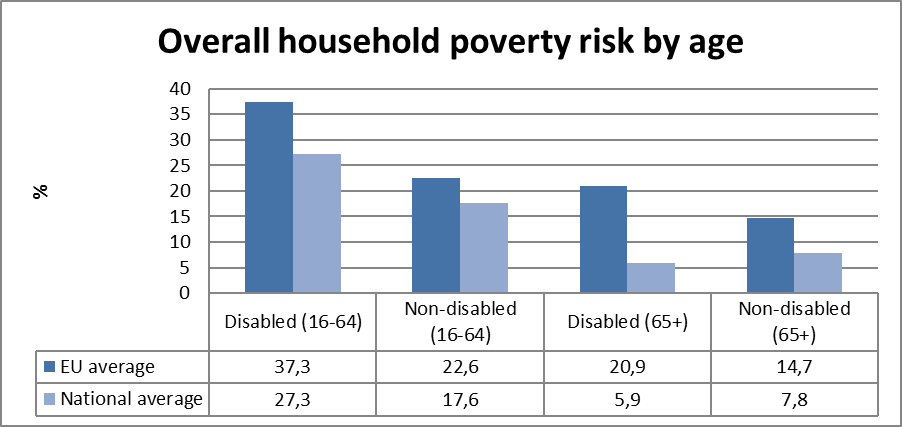 Overall household poverty risk by age
%
40
35
30
25
20
15
10
5
0
Disabled (16-64) Non-disabled (16-64) Disabled (65+) Non-disabled (65+)
EU average 37,3 22,6 20,9 14,7
National average 27,3 17,6 5,9 7,8